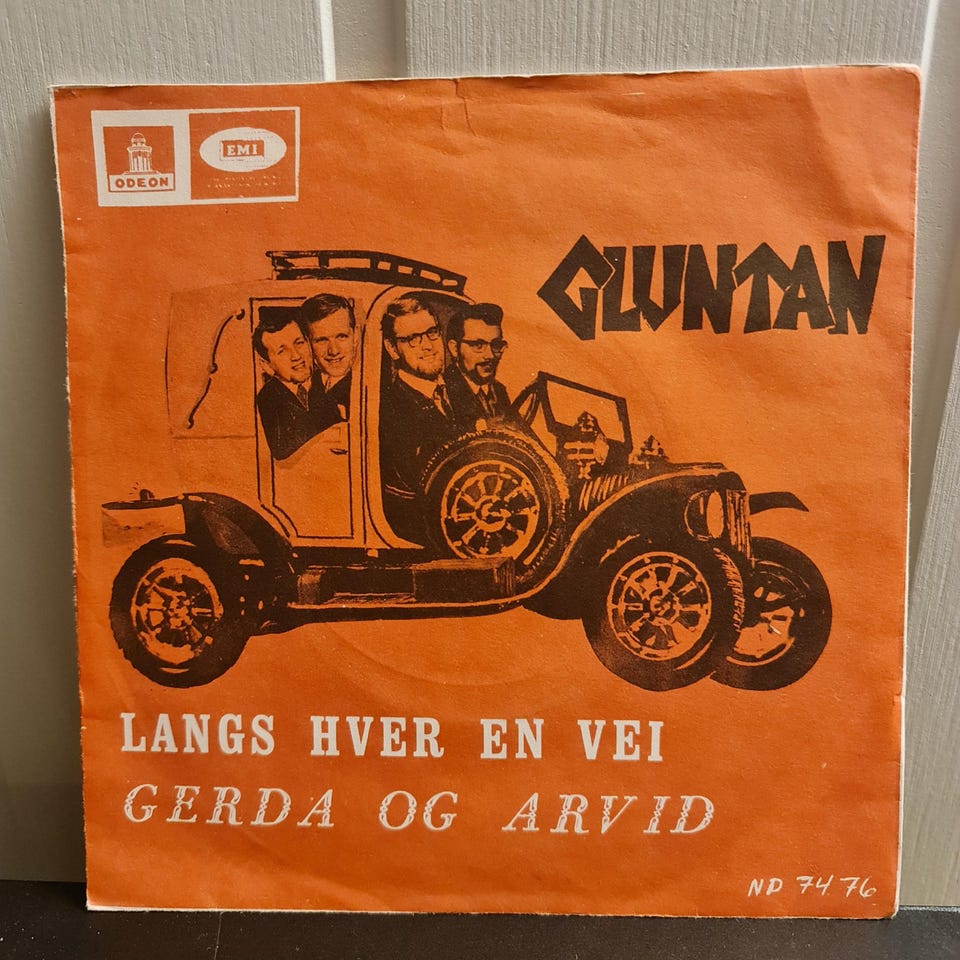 ODEON
EMI
GLUNTAN
LANGS HVER EN VEI
GERDA OG ARVID
ND 7476